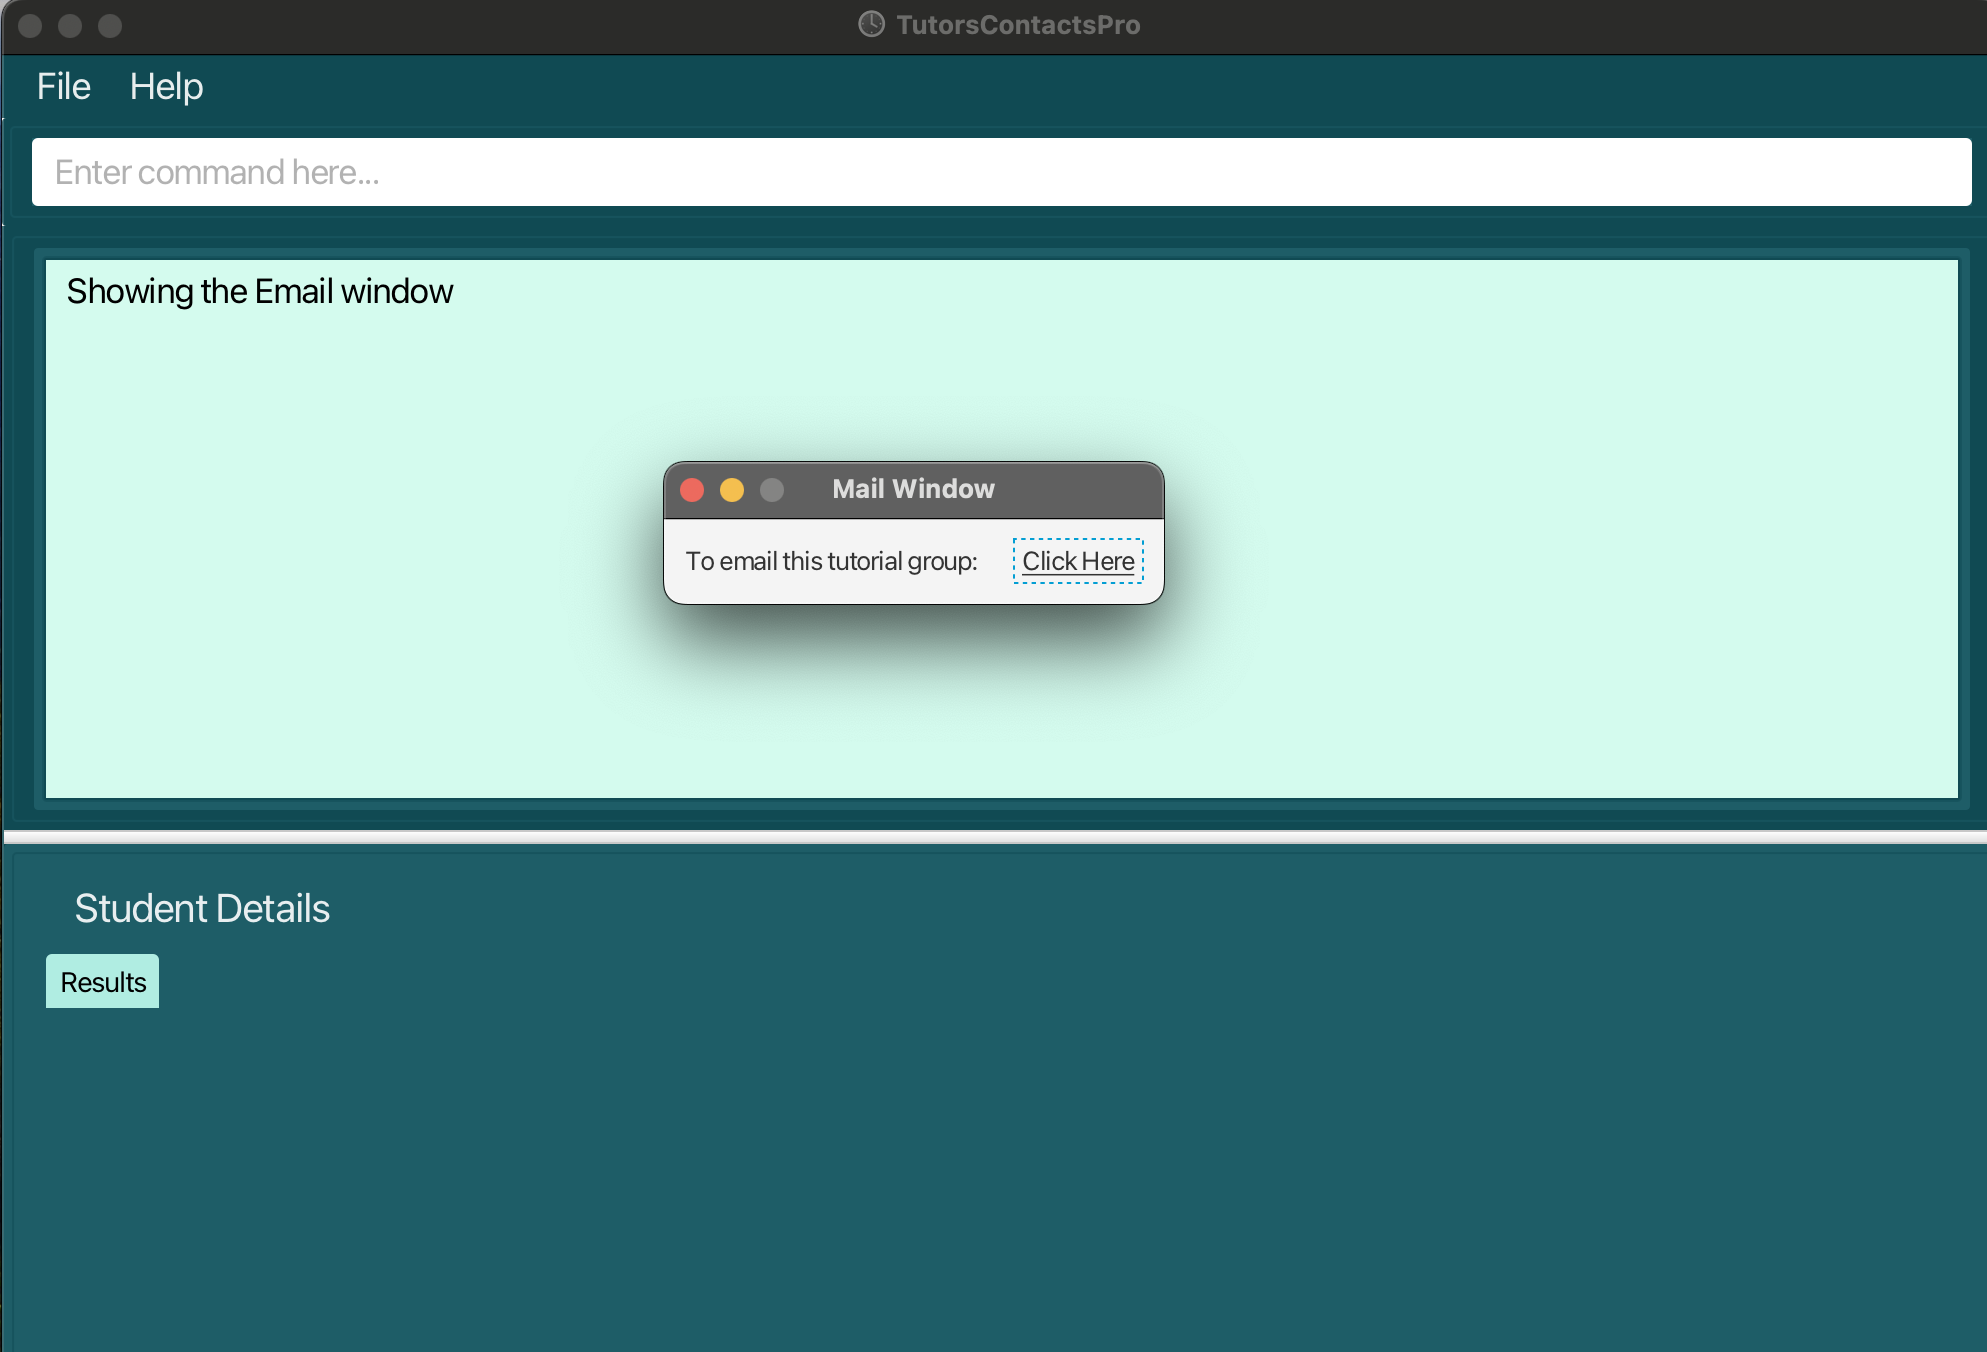 TutorsContactsPro
File Help
Enter command here...
Showing the Email window
Mail Window
To email this tutorial group: Click Here
Student Details
Results